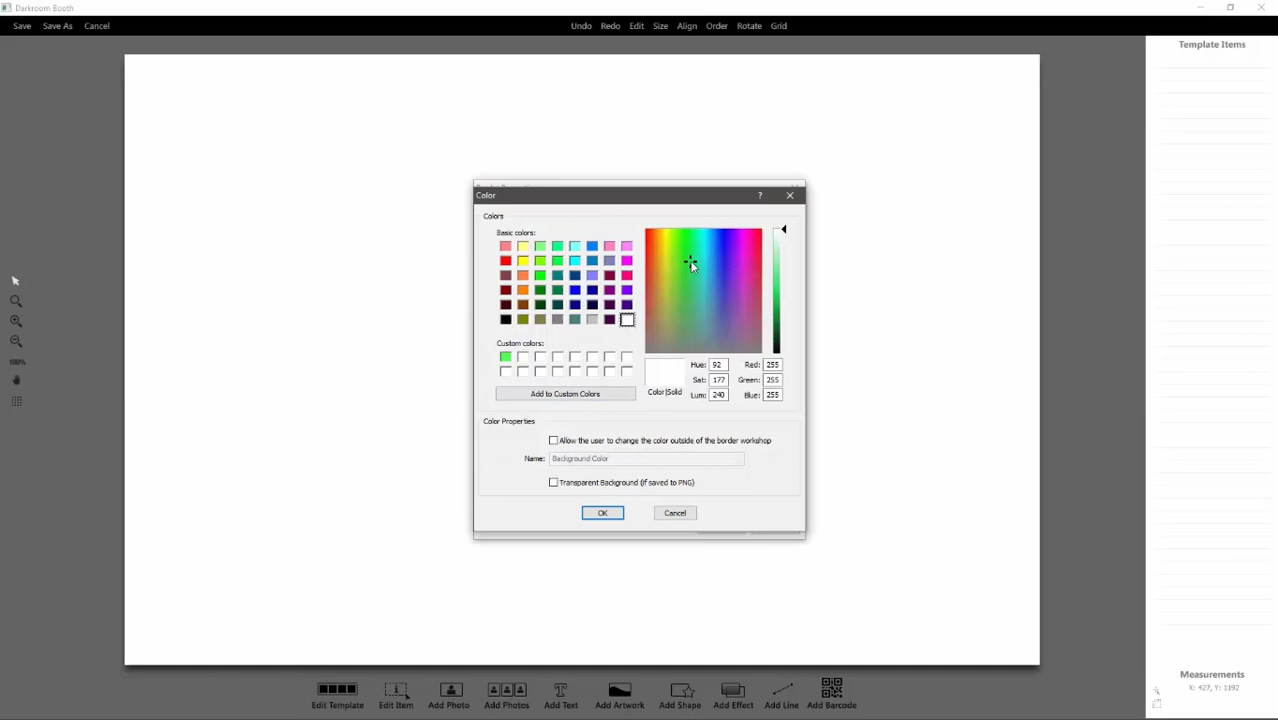 Darkroom Booth
Save Save As Cancel Undo Redo Edit Size Align Order Rotate Grid
Template Items
Color ?
Colors
Basic colors:
Custom colors:
Add to Custom Colors
Hue: 92 Red: 255
Sat: 177 Green: 255
Color|Solid Lum: 240 Blue: 255
Color Properties
Allow the user to change the color outside of the border workshop
Name: Background Color
Transparent Background (if saved to PNG)
OK Cancel
100%
Measurements
X: 427, Y: 1192
Edit Template Edit Item Add Photo Add Photos Add Text Add Artwork Add Shape Add Effect Add Line Add Barcode